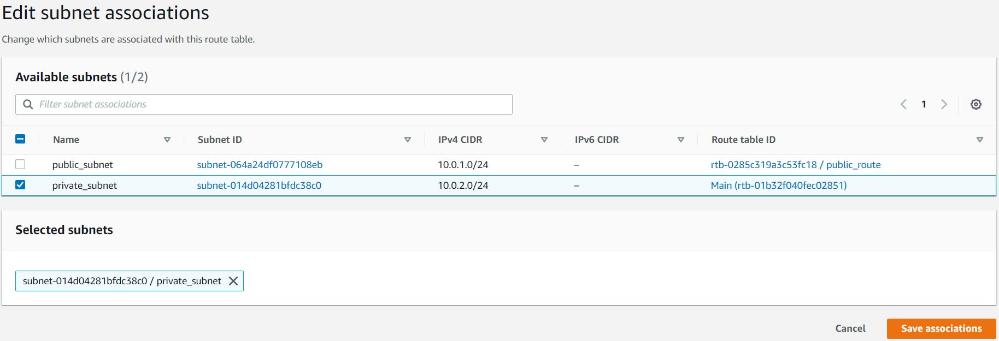 Edit subnet associations
Change which subnets are associated with this route table.
Available subnets (1/2)
Filter subnet associations
1
Name Subnet ID IPv4 CIDR IPv6 CIDR Route table ID
public_subnet subnet-064a24df0777108eb 10.0.1.0/24 – rtb-0285c319a3c53fc18 / public_route
private_subnet subnet-014d04281bfdc38c0 10.0.2.0/24 – Main (rtb-01b32f040fec02851)
Selected subnets
subnet-014d04281bfdc38c0 / private_subnet
Cancel Save associations